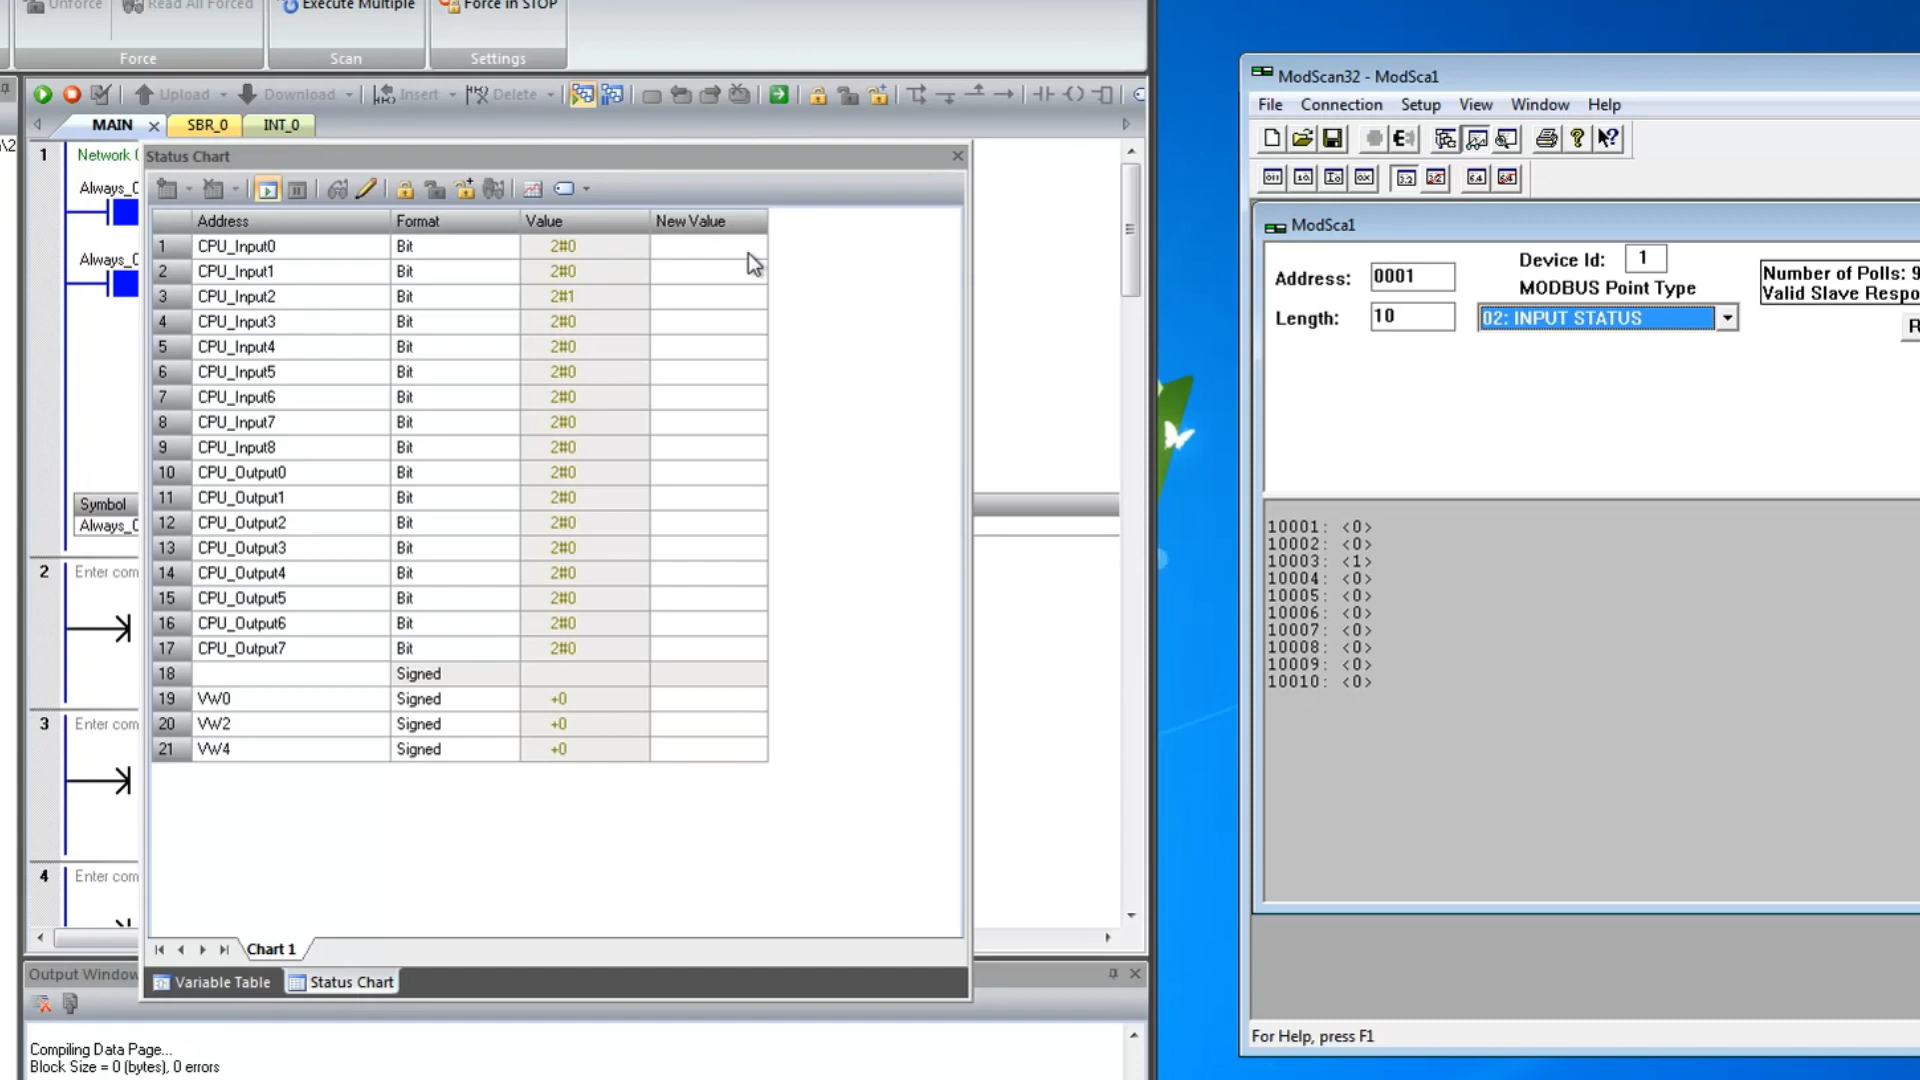 Unforce
Read All Forced
Execute Multiple
Force in STOP
Force
Scan
Settings
Upload
Download
Insert
Delete
MAIN
SBR_0
INT_0
1
Network
Status Chart
Always_
Always_
Address Format Value New Value
1 CPU_Input0 Bit 2#0
2 CPU_Input1 Bit 2#0
3 CPU_Input2 Bit 2#1
4 CPU_Input3 Bit 2#0
5 CPU_Input4 Bit 2#0
6 CPU_Input5 Bit 2#0
7 CPU_Input6 Bit 2#0
8 CPU_Input7 Bit 2#0
9 CPU_Input8 Bit 2#0
10 CPU_Output0 Bit 2#0
11 CPU_Output1 Bit 2#0
12 CPU_Output2 Bit 2#0
13 CPU_Output3 Bit 2#0
14 CPU_Output4 Bit 2#0
15 CPU_Output5 Bit 2#0
16 CPU_Output6 Bit 2#0
17 CPU_Output7 Bit 2#0
18 Signed
19 VW0 Signed +0
20 VW2 Signed +0
21 VW4 Signed +0
Symbol
Always_
2 Enter com
3 Enter com
4 Enter com
Chart 1
Variable Table
Status Chart
Output Window
Compiling Data Page...
Block Size = 0 (bytes), 0 errors
ModScan32 - ModSca1
File Connection Setup View Window Help
ModSca1
Address: 0001
Length: 10
Device Id: 1
MODBUS Point Type
02: INPUT STATUS
Number of Polls: 9
Valid Slave Respo
R
10001: <0>
10002: <0>
10003: <1>
10004: <0>
10005: <0>
10006: <0>
10007: <0>
10008: <0>
10009: <0>
10010: <0>
For Help, press F1